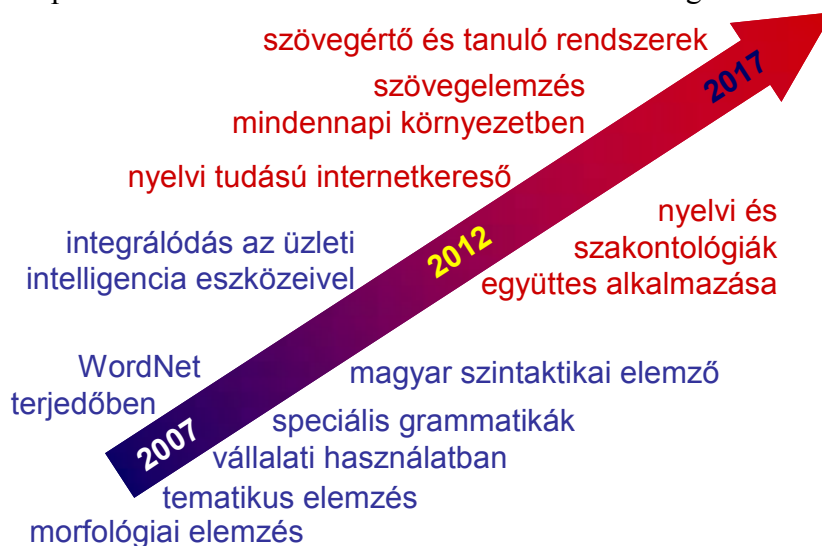 szövegértő és tanuló rendszerek
2017
szövegelemzés
mindennapi környezetben
nyelvi tudású internetkereső
nyelvi és
szakontológiák
együttes alkalmazása
integrálódás az üzleti
intelligencia eszközeivel
2012
WordNet
terjedőben
magyar szintaktikai elemző
2007
speciális grammatikák
vállalati használatban
tematikus elemzés
morfológiai elemzés